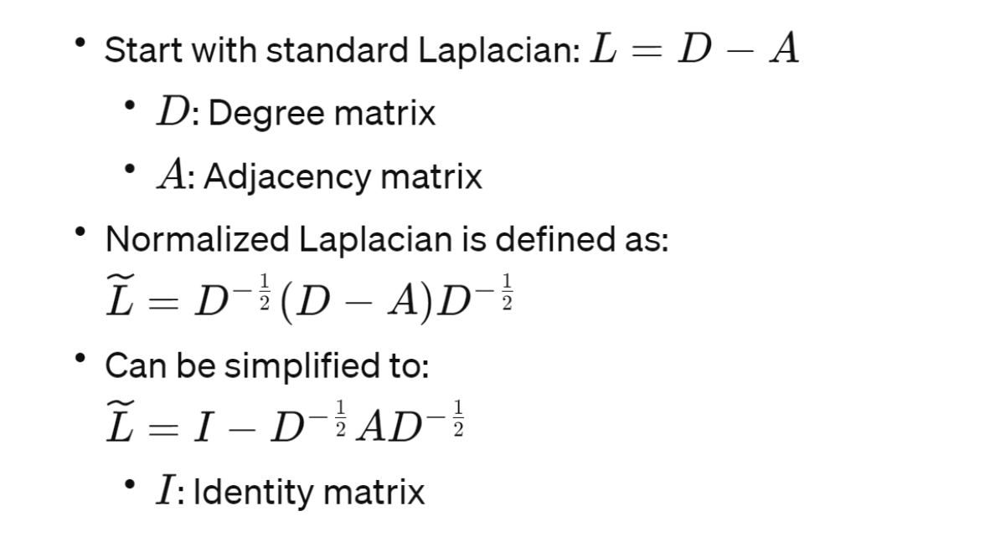 • Start with standard Laplacian: $L = D - A$
• $D$: Degree matrix
• $A$: Adjacency matrix
• Normalized Laplacian is defined as:
$\widetilde{L} = D^{-\frac{1}{2}}(D - A)D^{-\frac{1}{2}}$
• Can be simplified to:
$\widetilde{L} = I - D^{-\frac{1}{2}}AD^{-\frac{1}{2}}$
• $I$: Identity matrix